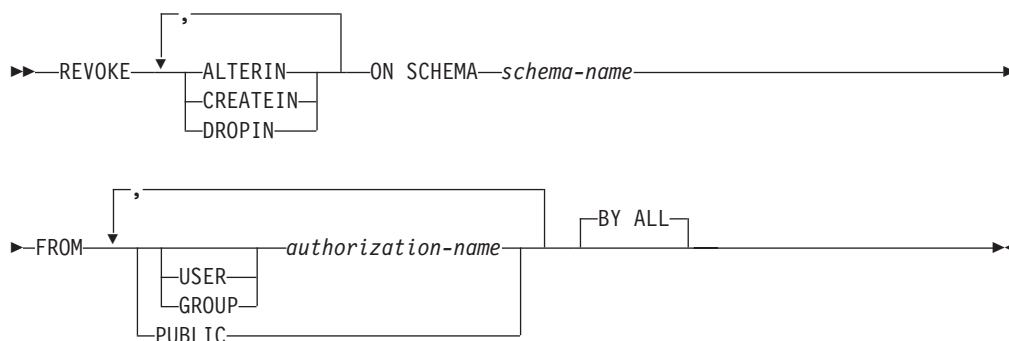 ,
REVOKE ALTERIN ON SCHEMA schema-name
CREATEIN
DROPIN
,
BY ALL
FROM authorization-name
USER
GROUP
PUBLIC